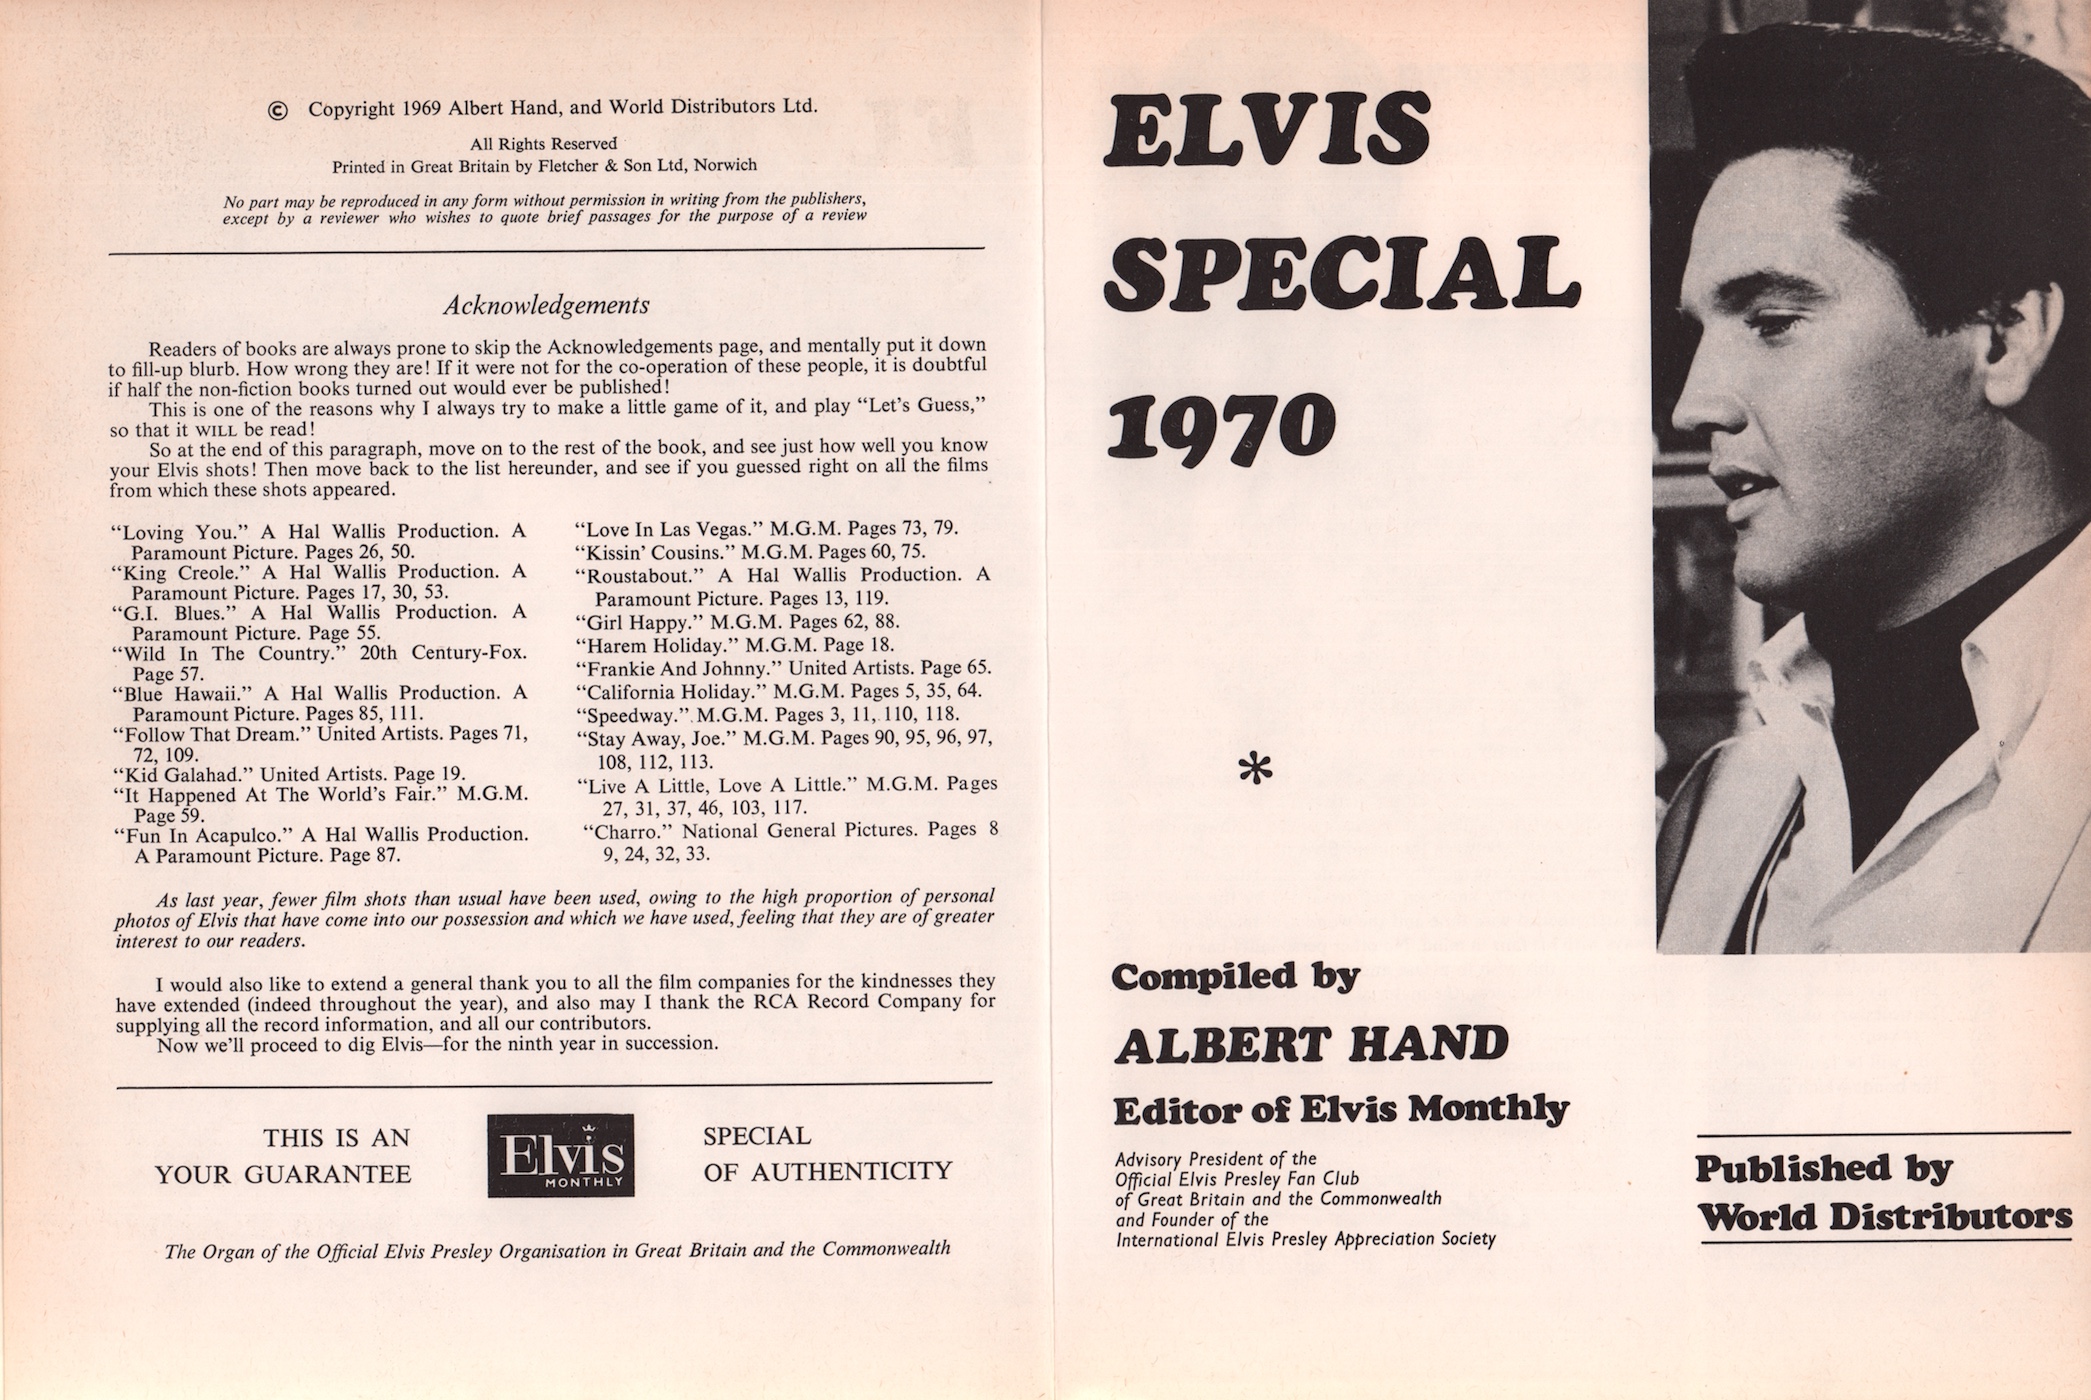 © Copyright 1969 Albert Hand, and World Distributors Ltd.
All Rights Reserved
Printed in Great Britain by Fletcher & Son Ltd, Norwich
No part may be reproduced in any form without permission in writing from the publishers,
except by a reviewer who wishes to quote brief passages for the purpose of a review
Acknowledgements
Readers of books are always prone to skip the Acknowledgements page, and mentally put it down
to fill-up blurb. How wrong they are! If it were not for the co-operation of these people, it is doubtful
if half the non-fiction books turned out would ever be published!
This is one of the reasons why I always try to make a little game of it, and play “Let’s Guess,”
so that it WILL be read!
So at the end of this paragraph, move on to the rest of the book, and see just how well you know
your Elvis shots! Then move back to the list hereunder, and see if you guessed right on all the films
from which these shots appeared.
“Loving You.” A Hal Wallis Production. A
Paramount Picture. Pages 26, 50.
“King Creole.” A Hal Wallis Production. A
Paramount Picture. Pages 17, 30, 53.
“G.I. Blues.” A Hal Wallis Production. A
Paramount Picture. Page 55.
“Wild In The Country.” 20th Century-Fox.
Page 57.
“Blue Hawaii.” A Hal Wallis Production. A
Paramount Picture. Pages 85, 111.
“Follow That Dream.” United Artists. Pages 71,
72, 109.
“Kid Galahad.” United Artists. Page 19.
“It Happened At The World’s Fair.” M.G.M.
Page 59.
“Fun In Acapulco.” A Hal Wallis Production.
A Paramount Picture. Page 87.
“Love In Las Vegas.” M.G.M. Pages 73, 79.
“Kissin’ Cousins.” M.G.M. Pages 60, 75.
“Roustabout.” A Hal Wallis Production. A
Paramount Picture. Pages 13, 119.
“Girl Happy.” M.G.M. Pages 62, 88.
“Harem Holiday.” M.G.M. Page 18.
“Frankie And Johnny.” United Artists. Page 65.
“California Holiday.” M.G.M. Pages 5, 35, 64.
“Speedway.” M.G.M. Pages 3, 11, 110, 118.
“Stay Away, Joe.” M.G.M. Pages 90, 95, 96, 97,
108, 112, 113.
“Live A Little, Love A Little.” M.G.M. Pages
27, 31, 37, 46, 103, 117.
“Charro.” National General Pictures. Pages 8
9, 24, 32, 33.
As last year, fewer film shots than usual have been used, owing to the high proportion of personal
photos of Elvis that have come into our possession and which we have used, feeling that they are of greater
interest to our readers.
I would also like to extend a general thank you to all the film companies for the kindnesses they
have extended (indeed throughout the year), and also may I thank the RCA Record Company for
supplying all the record information, and all our contributors.
Now we’ll proceed to dig Elvis—for the ninth year in succession.
THIS IS AN
YOUR GUARANTEE
Elvis
MONTHLY
SPECIAL
OF AUTHENTICITY
The Organ of the Official Elvis Presley Organisation in Great Britain and the Commonwealth
ELVIS
SPECIAL
1970
*
Compiled by
ALBERT HAND
Editor of Elvis Monthly
Advisory President of the
Official Elvis Presley Fan Club
of Great Britain and the Commonwealth
and Founder of the
International Elvis Presley Appreciation Society
Published by
World Distributors